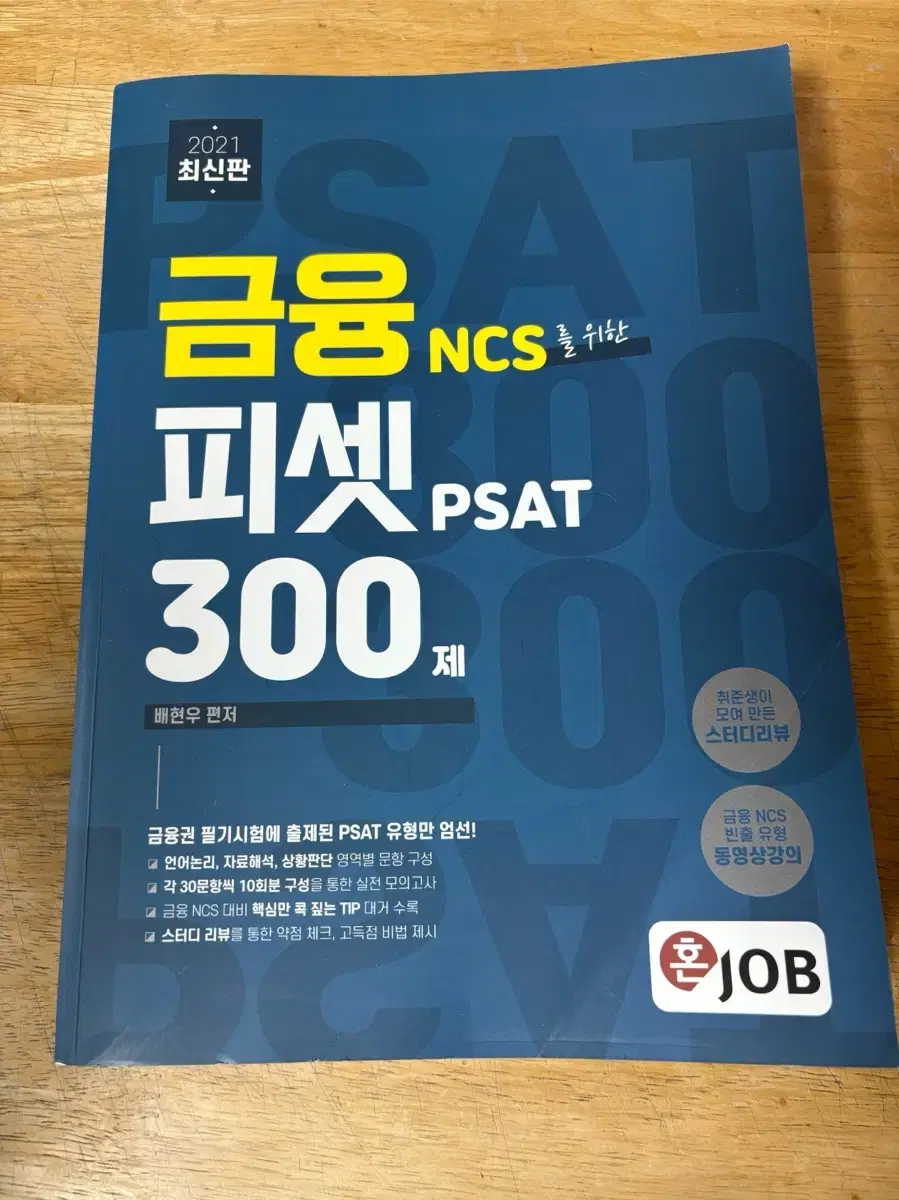 2021
최신판
금융 NCS를 위한
피셋 PSAT
300제
배현우 편저
취준생이
모여 만든
스터디리뷰
금융 NCS
빈출 유형
동영상강의
금융권 필기시험에 출제된 PSAT 유형만 엄선!
언어논리, 자료해석, 상황판단 영역별 문항 구성
각 30문항씩 10회분 구성을 통한 실전 모의고사
금융 NCS 대비 핵심만 콕 짚는 TIP 대거 수록
스터디 리뷰를 통한 약점 체크, 고득점 비법 제시
혼JOB
PSAT
300
300
PSAT